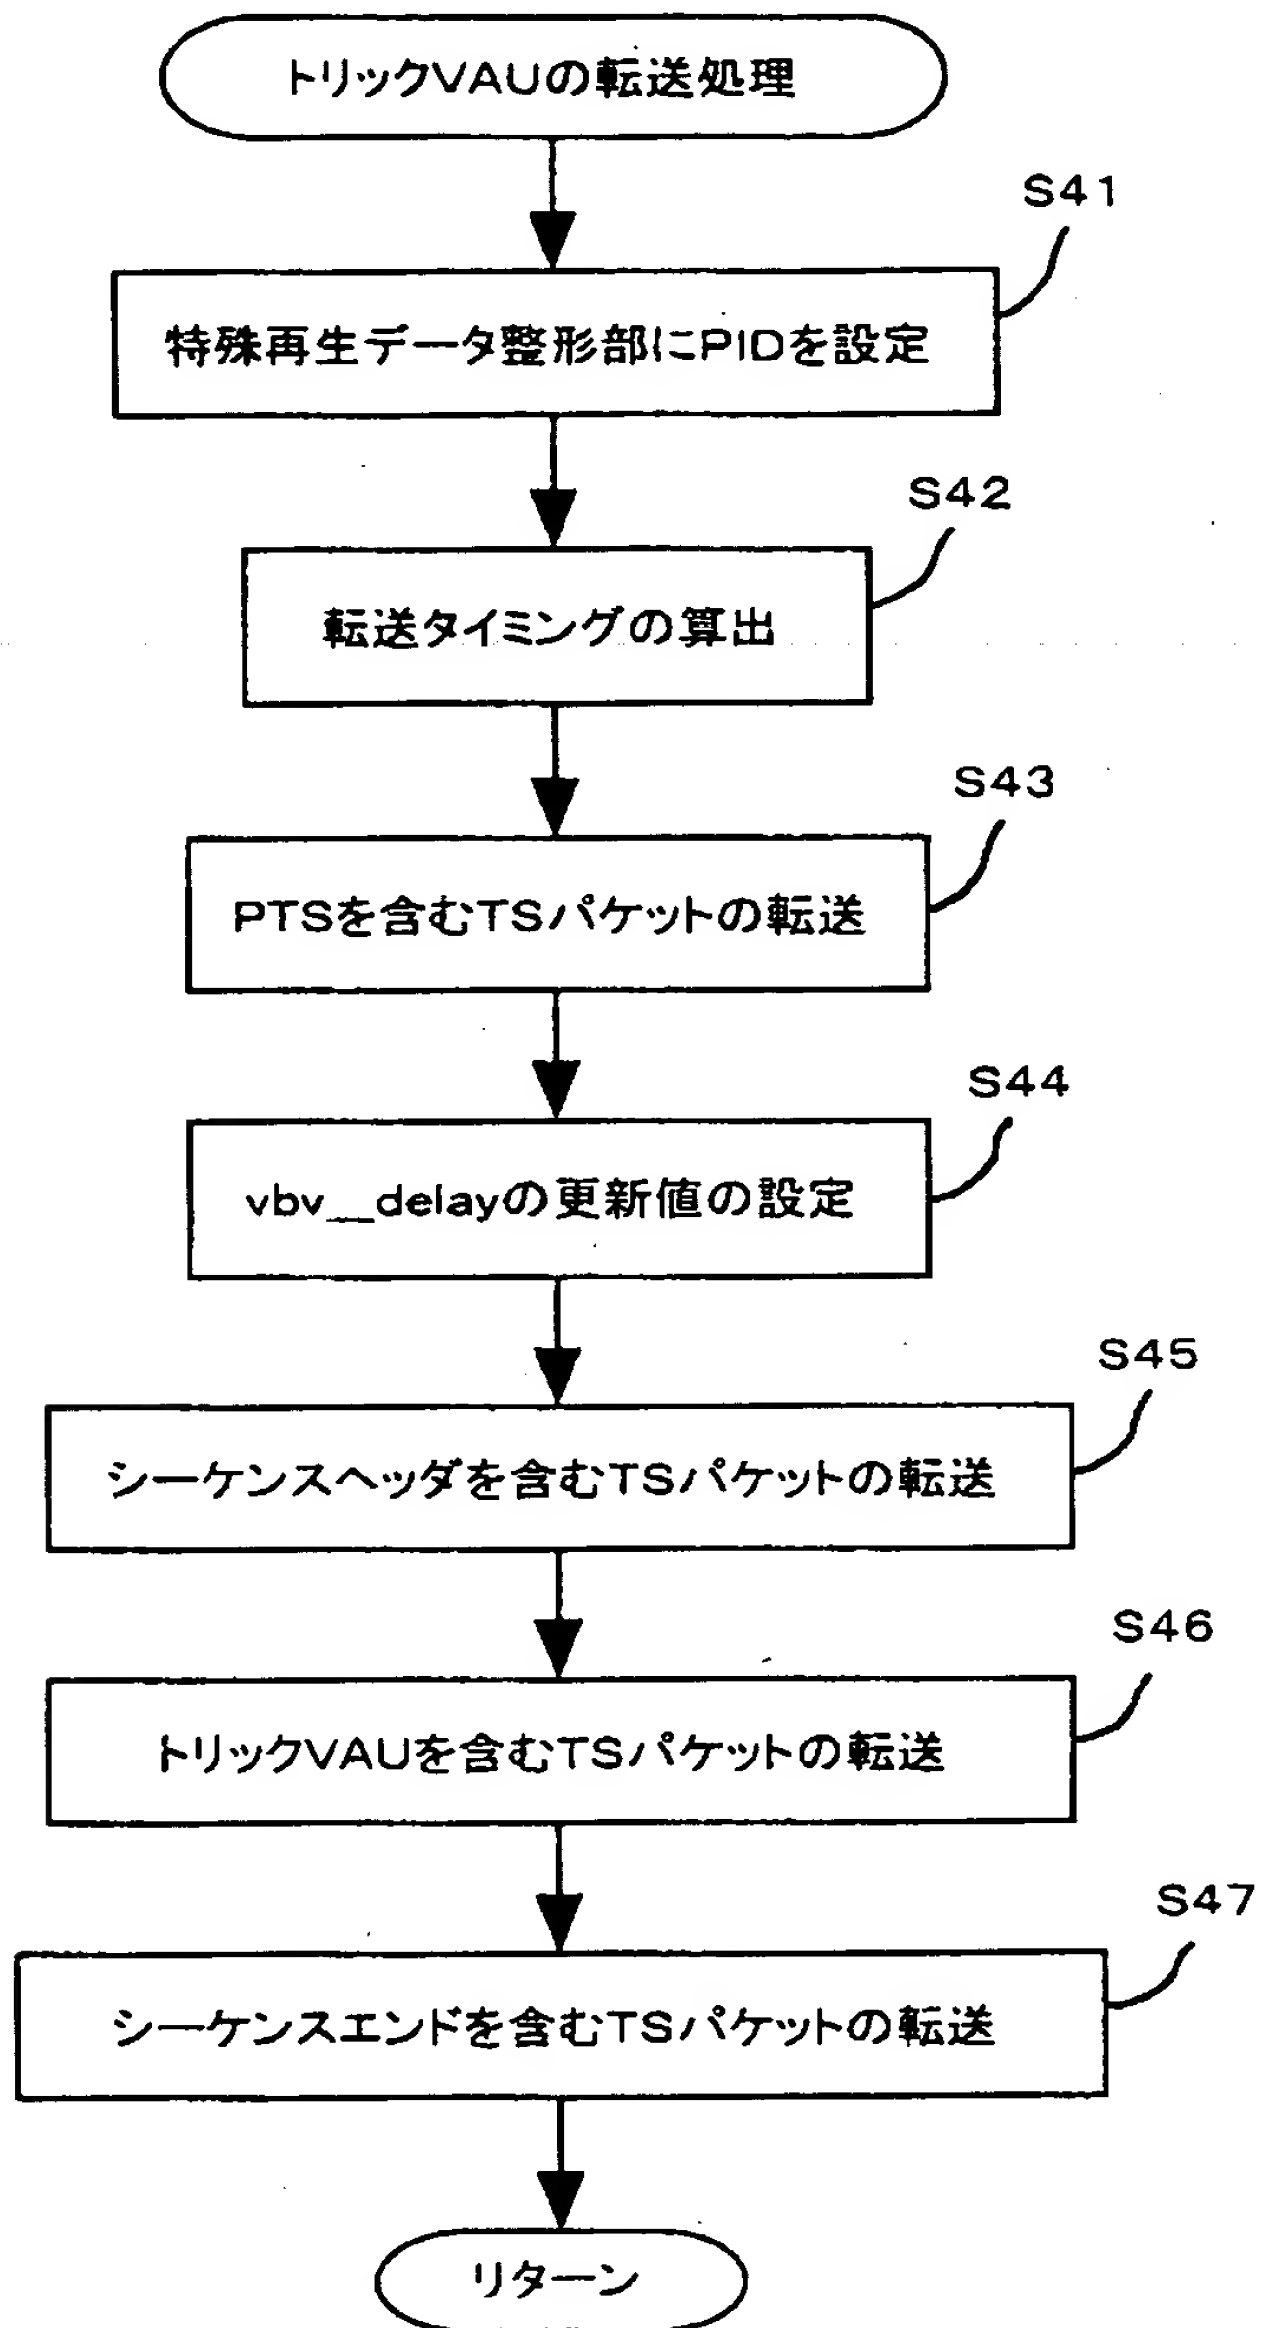 トリックVAUの転送処理
S41
特殊再生データ整形部にPIDを設定
S42
転送タイミングの算出
S43
PTSを含むTSパケットの転送
S44
vbv__delayの更新値の設定
S45
シーケンスヘッダを含むTSパケットの転送
S46
トリックVAUを含むTSパケットの転送
S47
シーケンスエンドを含むTSパケットの転送
リターン